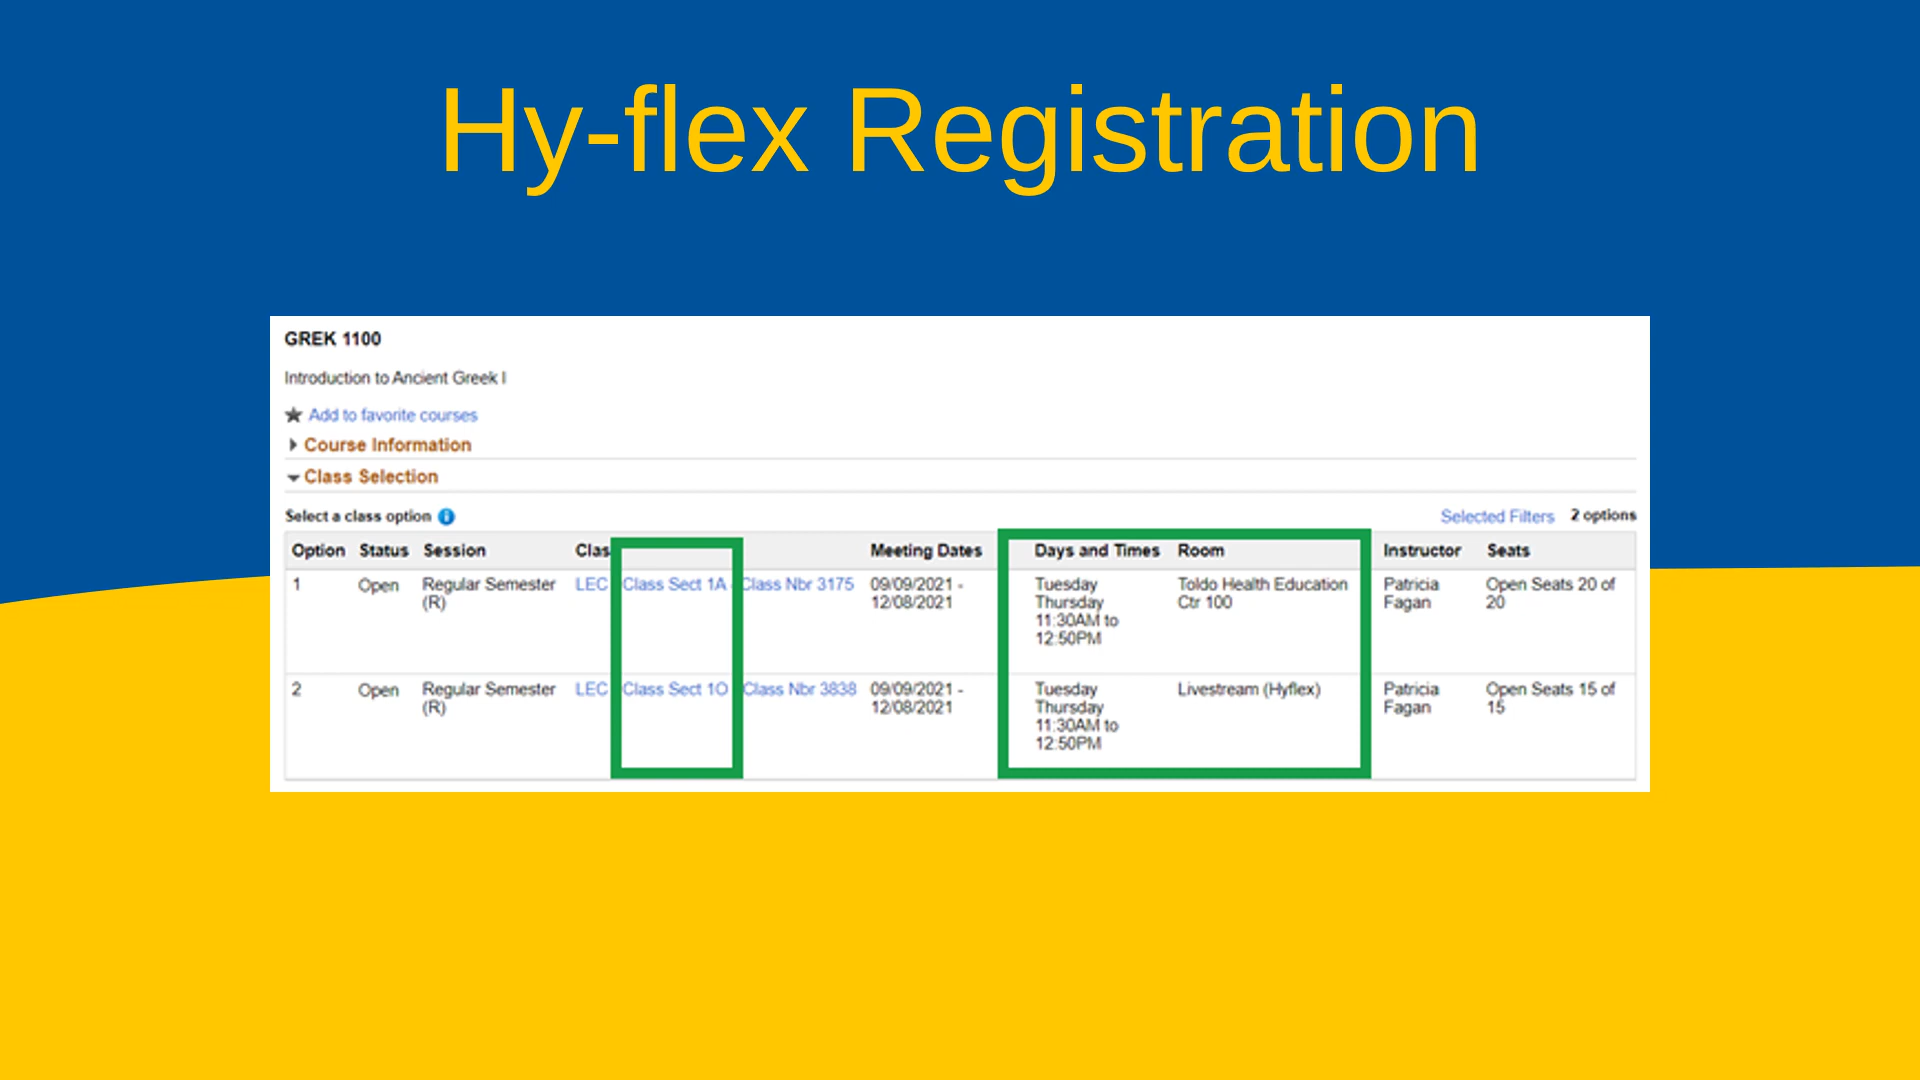 Hy-flex Registration
GREK 1100
Introduction to Ancient Greek I
Add to favorite courses
Course Information
Class Selection
Select a class option
Selected Filters 2 options
Option Status Session Clas Meeting Dates Days and Times Room Instructor Seats
1 Open Regular Semester LEC Class Sect 1A - Class Nbr 3175 09/09/2021 - Tuesday Toldo Health Education Patricia Open Seats 20 of
(R) 12/08/2021 Thursday Ctr 100 Fagan 20
11:30AM to
12:50PM
2 Open Regular Semester LEC Class Sect 1O Class Nbr 3838 09/09/2021 - Tuesday Livestream (Hyflex) Patricia Open Seats 15 of
(R) 12/08/2021 Thursday Fagan 15
11:30AM to
12:50PM